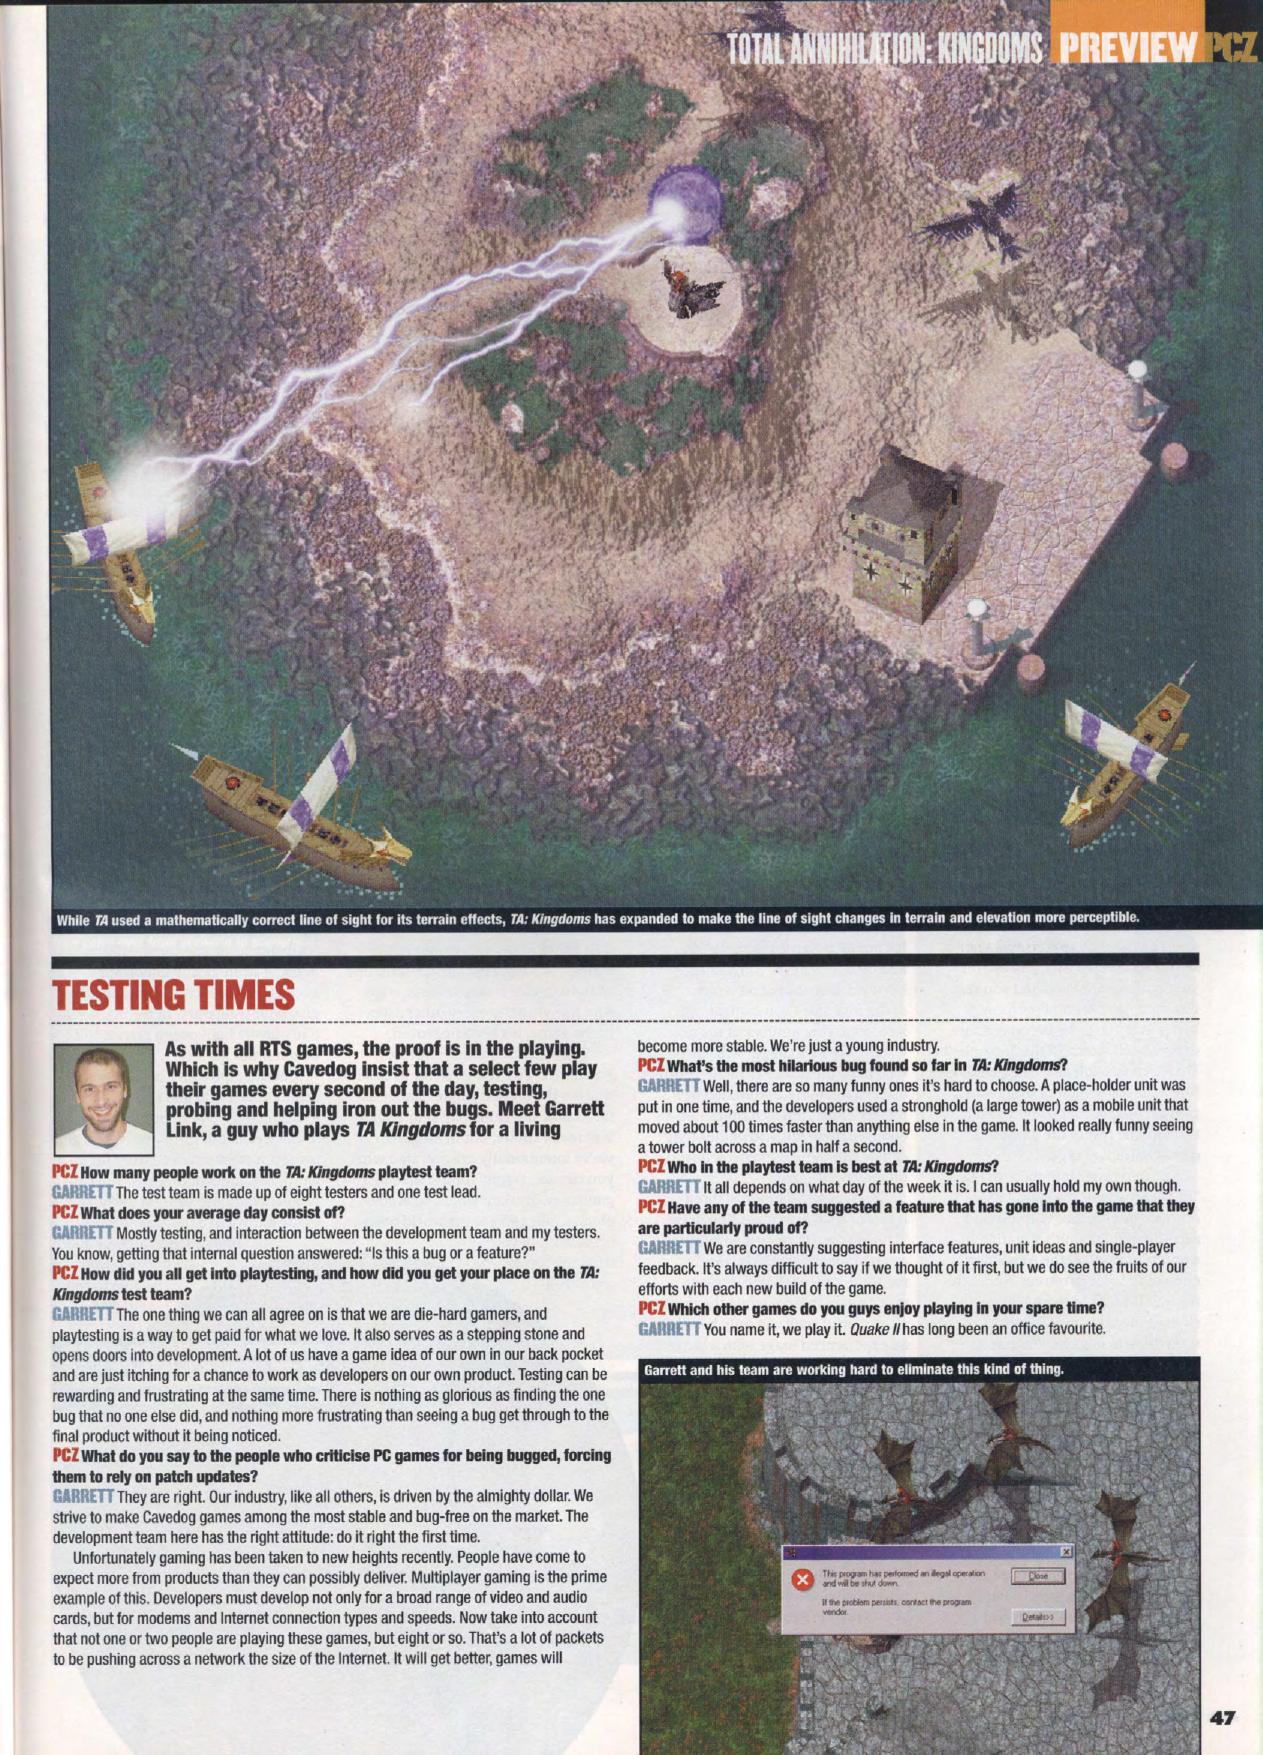 TOTAL ANNIHILATION: KINGDOMS PREVIEW PCZ
While TA used a mathematically correct line of sight for its terrain effects, TA: Kingdoms has expanded to make the line of sight changes in terrain and elevation more perceptible.
TESTING TIMES
As with all RTS games, the proof is in the playing.
Which is why Cavedog insist that a select few play
their games every second of the day, testing,
probing and helping iron out the bugs. Meet Garrett
Link, a guy who plays TA Kingdoms for a living
PCZ How many people work on the TA: Kingdoms playtest team?
GARRETT The test team is made up of eight testers and one test lead.
PCZ What does your average day consist of?
GARRETT Mostly testing, and interaction between the development team and my testers.
You know, getting that internal question answered: “Is this a bug or a feature?”
PCZ How did you all get into playtesting, and how did you get your place on the TA:
Kingdoms test team?
GARRETT The one thing we can all agree on is that we are die-hard gamers, and
playtesting is a way to get paid for what we love. It also serves as a stepping stone and
opens doors into development. A lot of us have a game idea of our own in our back pocket
and are just itching for a chance to work as developers on our own product. Testing can be
rewarding and frustrating at the same time. There is nothing as glorious as finding the one
bug that no one else did, and nothing more frustrating than seeing a bug get through to the
final product without it being noticed.
PCZ What do you say to the people who criticise PC games for being bugged, forcing
them to rely on patch updates?
GARRETT They are right. Our industry, like all others, is driven by the almighty dollar. We
strive to make Cavedog games among the most stable and bug-free on the market. The
development team here has the right attitude: do it right the first time.
Unfortunately gaming has been taken to new heights recently. People have come to
expect more from products than they can possibly deliver. Multiplayer gaming is the prime
example of this. Developers must develop not only for a broad range of video and audio
cards, but for modems and Internet connection types and speeds. Now take into account
that not one or two people are playing these games, but eight or so. That’s a lot of packets
to be pushing across a network the size of the Internet. It will get better, games will
become more stable. We’re just a young industry.
PCZ What’s the most hilarious bug found so far in TA: Kingdoms?
GARRETT Well, there are so many funny ones it’s hard to choose. A place-holder unit was
put in one time, and the developers used a stronghold (a large tower) as a mobile unit that
moved about 100 times faster than anything else in the game. It looked really funny seeing
a tower bolt across a map in half a second.
PCZ Who in the playtest team is best at TA: Kingdoms?
GARRETT It all depends on what day of the week it is. I can usually hold my own though.
PCZ Have any of the team suggested a feature that has gone into the game that they
are particularly proud of?
GARRETT We are constantly suggesting interface features, unit ideas and single-player
feedback. It’s always difficult to say if we thought of it first, but we do see the fruits of our
efforts with each new build of the game.
PCZ Which other games do you guys enjoy playing in your spare time?
GARRETT You name it, we play it. Quake II has long been an office favourite.
Garrett and his team are working hard to eliminate this kind of thing.
This program has performed an illegal operation
and will be shut down.
If the problem persists, contact the program
vendor.
Close
Details>>
47